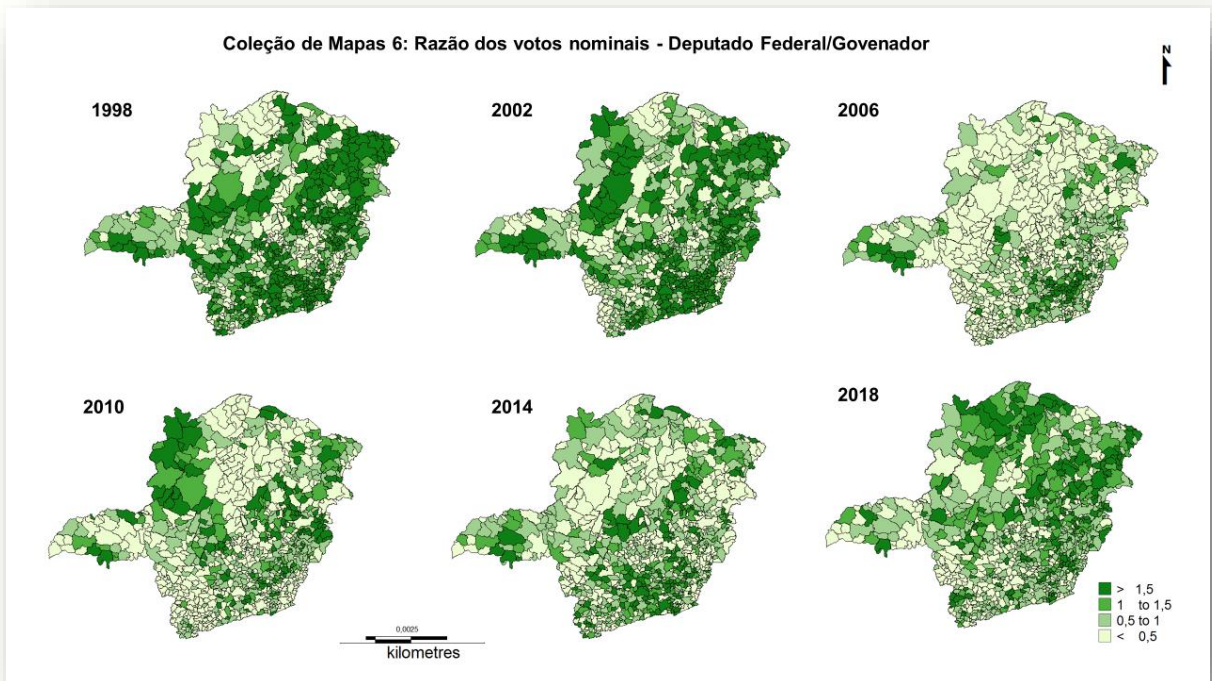 Coleção de Mapas 6: Razão dos votos nominais - Deputado Federal/Govenador
N
1998
2002
2006
2010
2014
2018
0,0025
kilometres
> 1,5
1 to 1,5
0,5 to 1
< 0,5